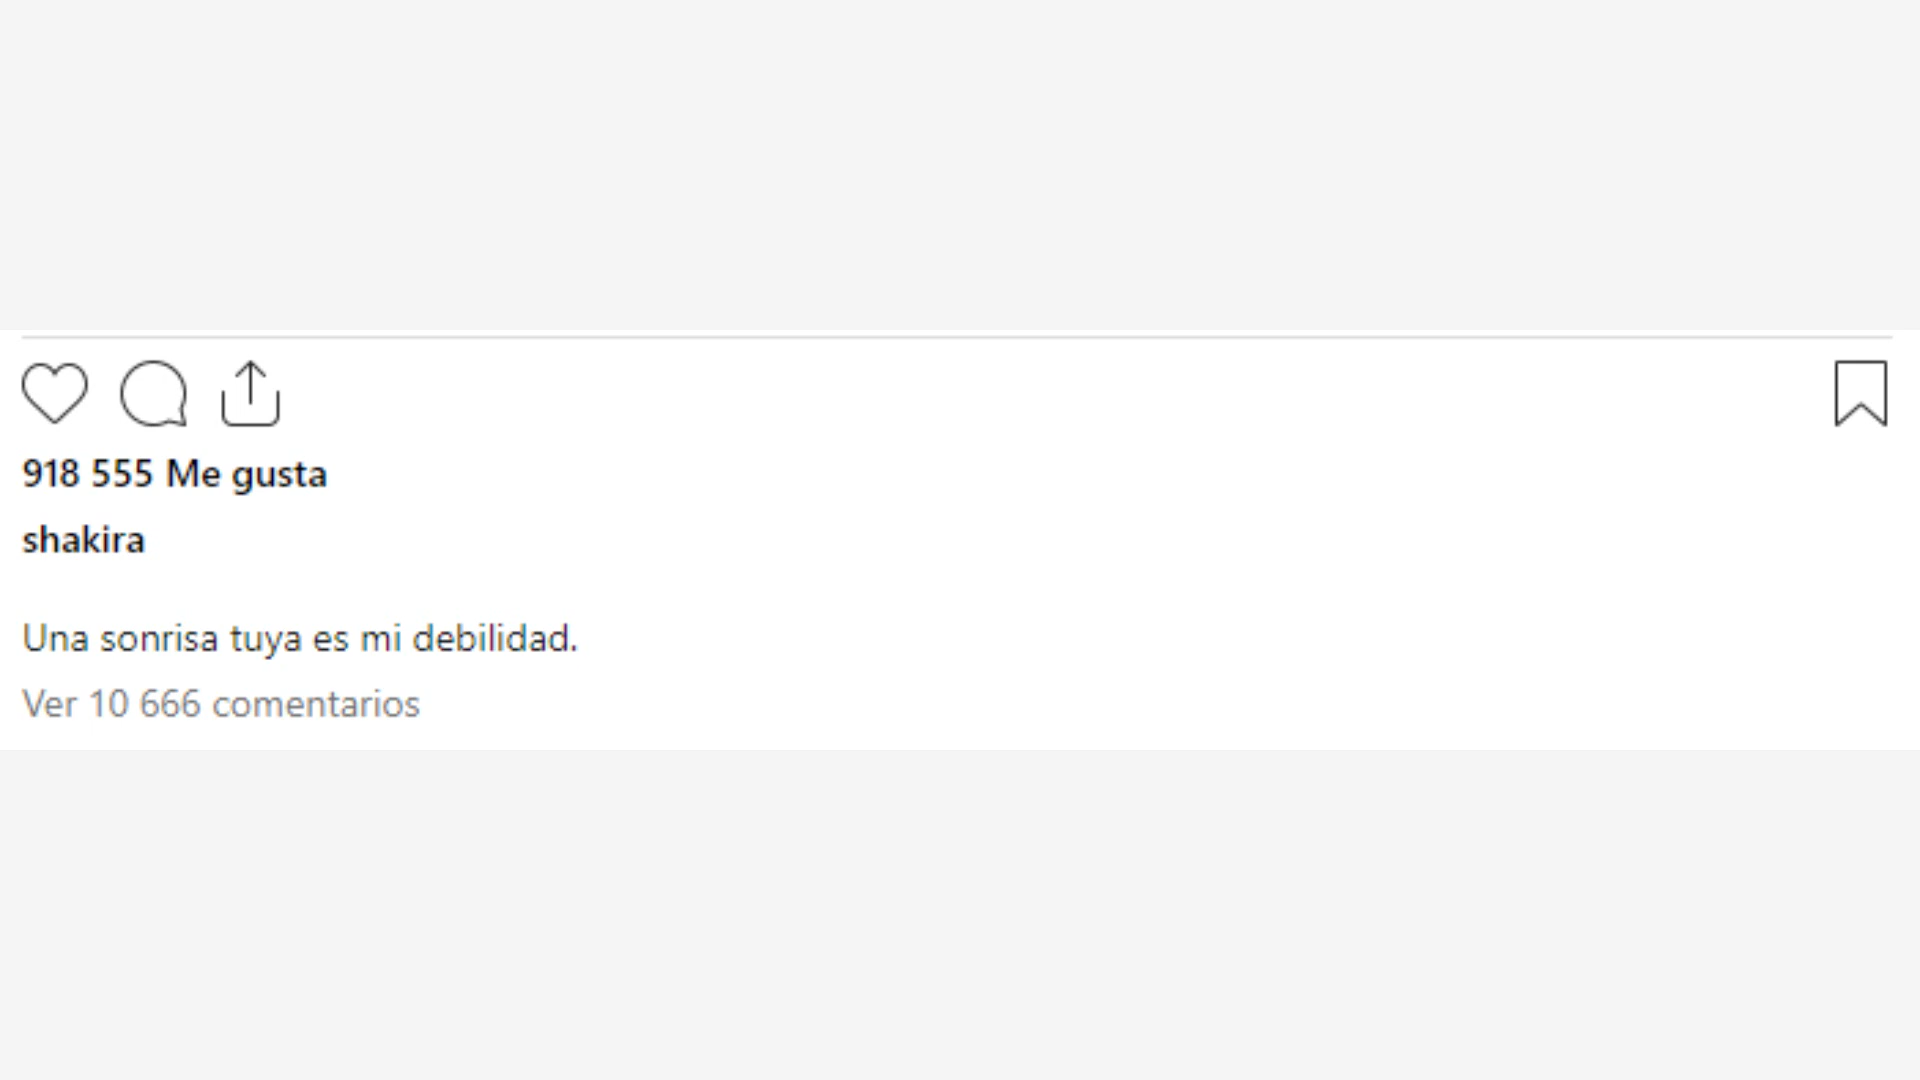 918 555 Me gusta
shakira
Una sonrisa tuya es mi debilidad.
Ver 10 666 comentarios